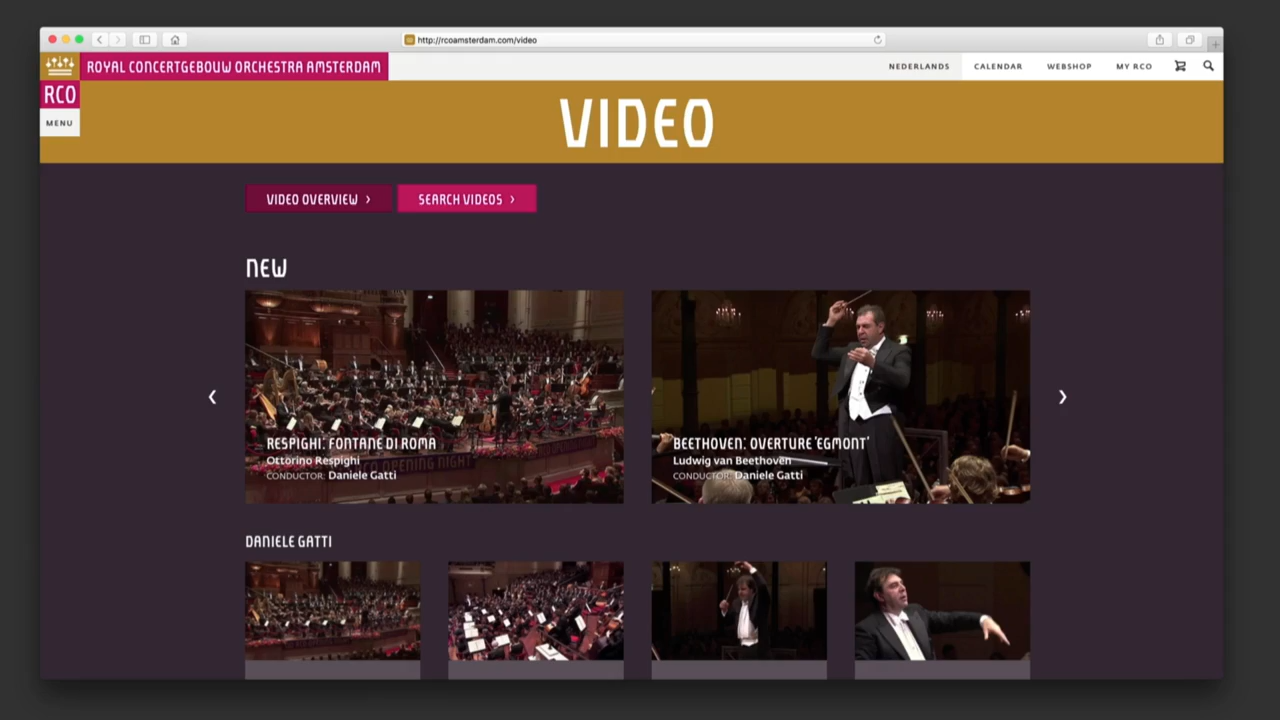 http://rcoamsterdam.com/video
ROYAL CONCERTGEBOUW ORCHESTRA AMSTERDAM
NEDERLANDS
CALENDAR
WEBSHOP
MY RCO
RCO
MENU
VIDEO
VIDEO OVERVIEW ›
SEARCH VIDEOS ›
NEW
RESPIGHI: FONTANE DI ROMA
Ottorino Respighi
CONDUCTOR: Daniele Gatti
OPENING NIGHT
BEETHOVEN: OVERTURE 'EGMONT'
Ludwig van Beethoven
CONDUCTOR: Daniele Gatti
DANIELE GATTI